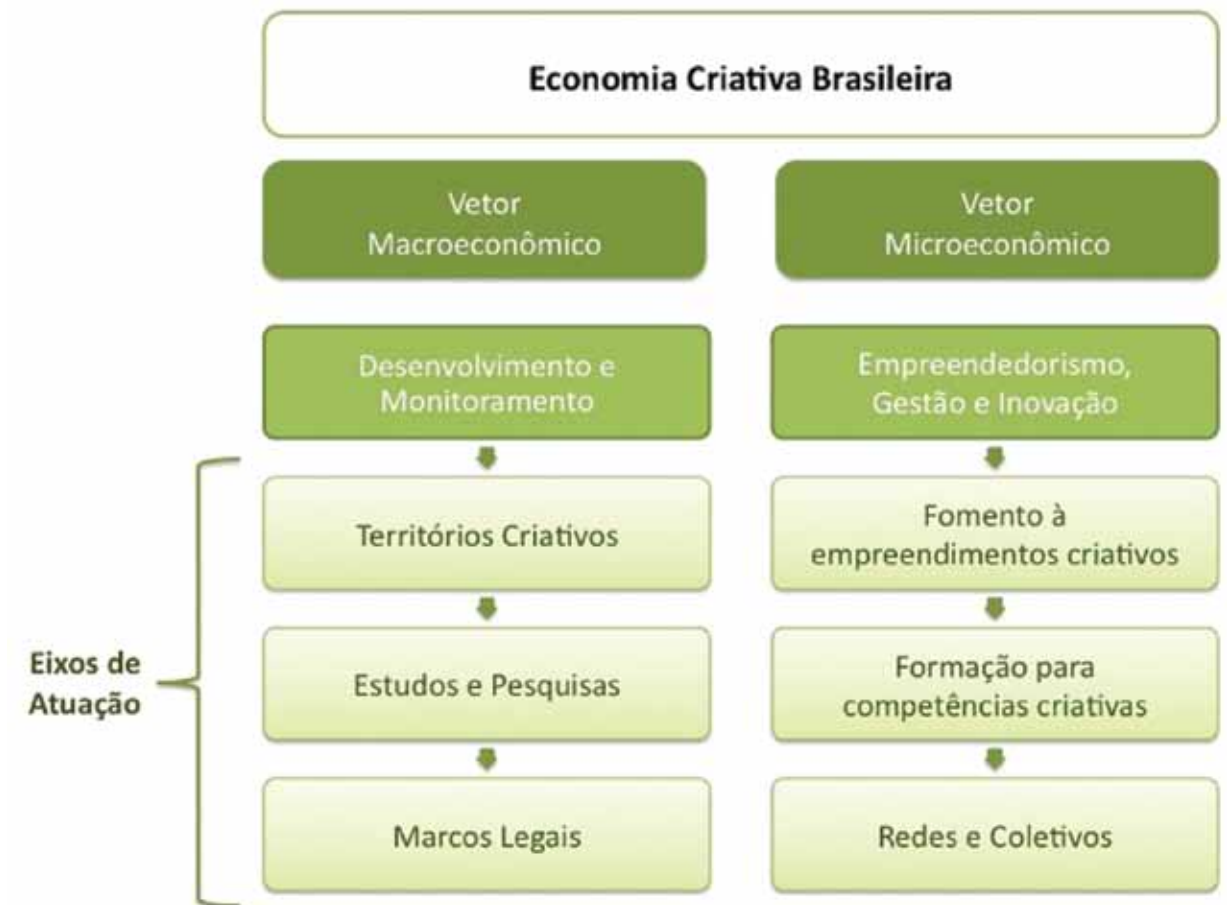 Economia Criativa Brasileira
Vetor
Macroeconômico
Vetor
Microeconômico
Desenvolvimento e
Monitoramento
Empreendedorismo,
Gestão e Inovação
Eixos de
Atuação
Territórios Criativos
Fomento à
empreendimentos criativos
Estudos e Pesquisas
Formação para
competências criativas
Marcos Legais
Redes e Coletivos